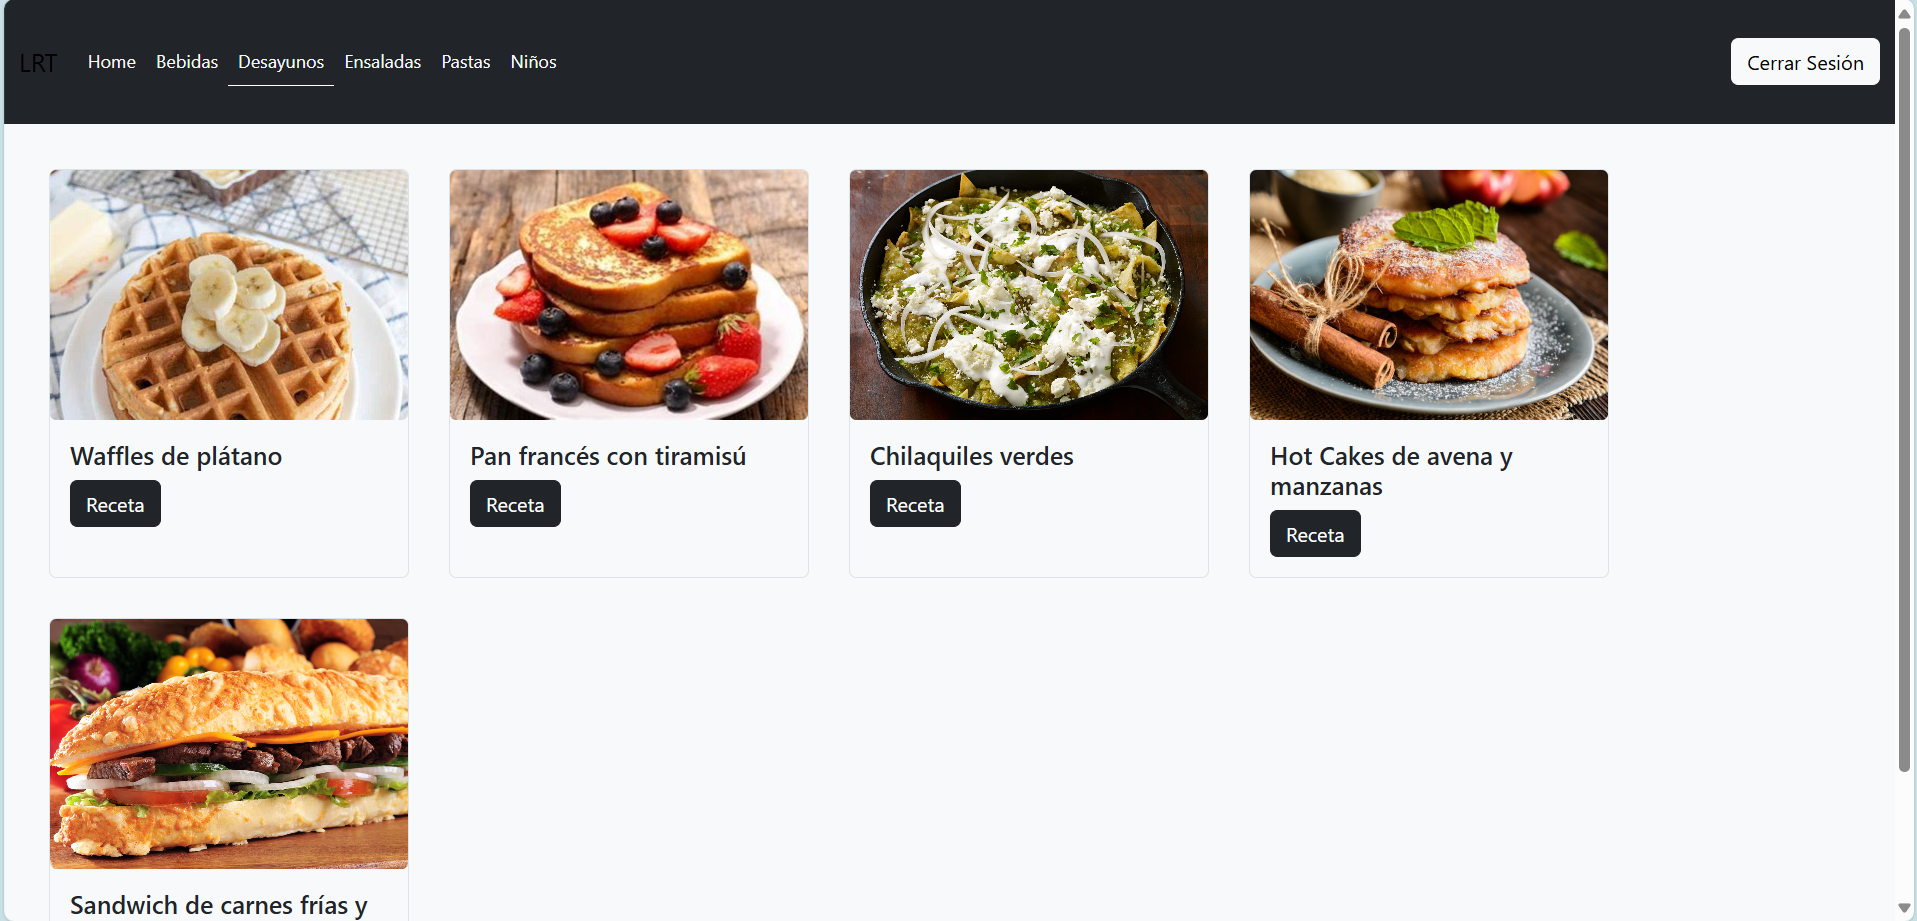 LRT
Home
Bebidas
Desayunos
Ensaladas
Pastas
Niños
Cerrar Sesión
Waffles de plátano
Receta
Pan francés con tiramisú
Receta
Chilaquiles verdes
Receta
Hot Cakes de avena y
manzanas
Receta
Sandwich de carnes frías y